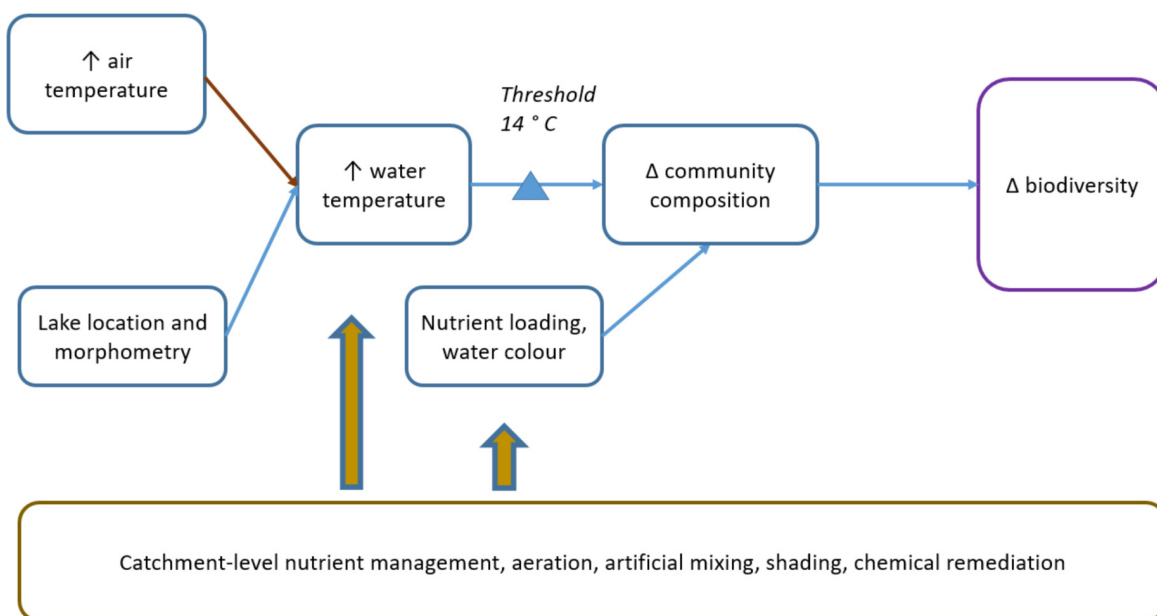 ↑ air
temperature
Threshold
14 ° C
↑ water
temperature
Δ community
composition
Δ biodiversity
Lake location and
morphometry
Nutrient loading,
water colour
Catchment-level nutrient management, aeration, artificial mixing, shading, chemical remediation